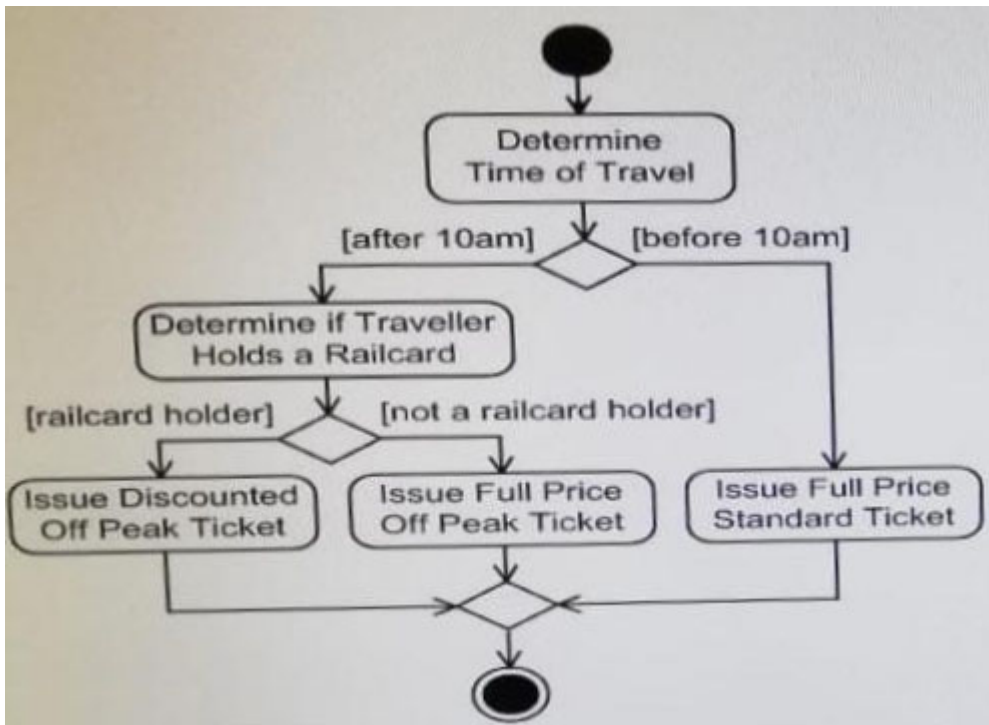 Determine
Time of Travel
[after 10am]
[before 10am]
Determine if Traveller
Holds a Railcard
[railcard holder]
[not a railcard holder]
Issue Discounted
Off Peak Ticket
Issue Full Price
Off Peak Ticket
Issue Full Price
Standard Ticket